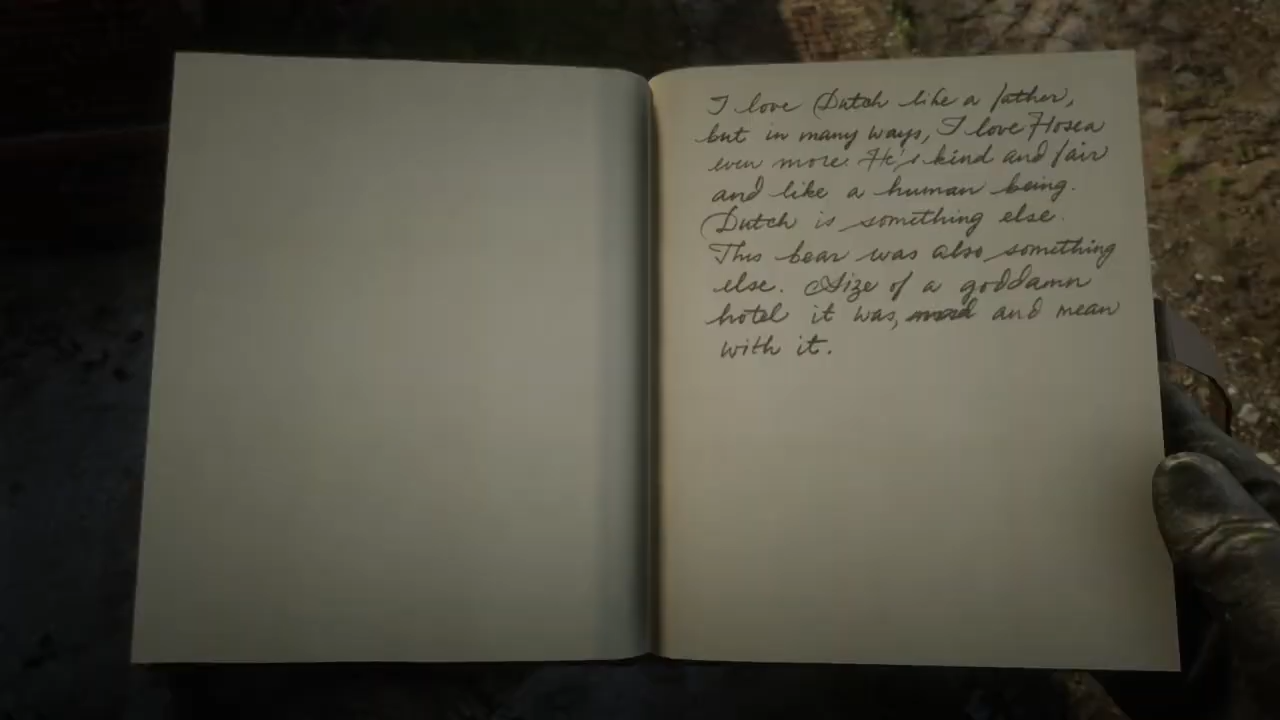 I love Dutch like a father,
but in many ways, I love Hosea
even more. He's kind and fair
and like a human being.
Dutch is something else.
This bear was also something
else. Size of a goddamn
hotel it was, and mean
with it.